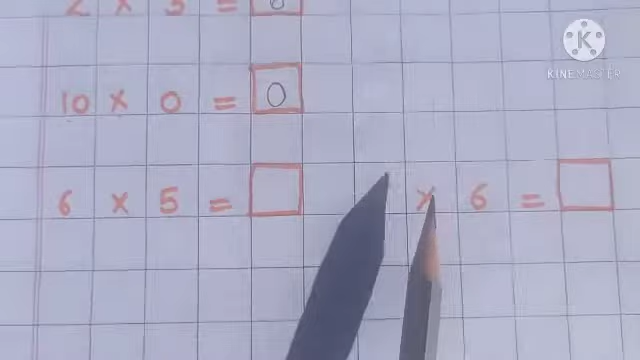 KINEMASTER
10 × 0 = 0
6 × 5 = × 6 =